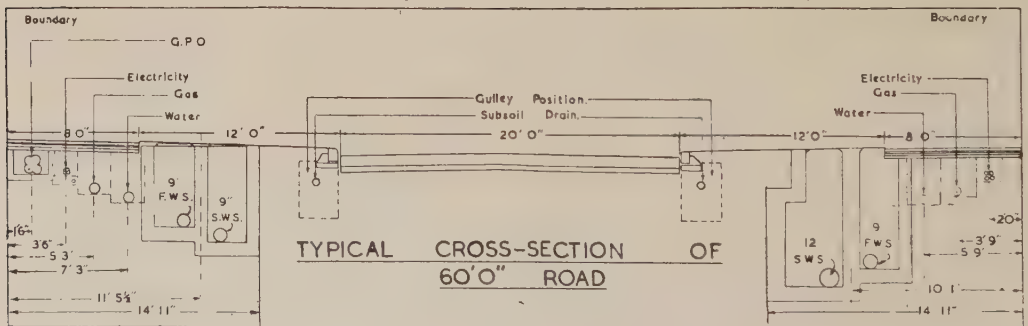 Boundary
Boundary
G.P.O
Electricity
Gas
Water
Electricity
Gas
Water
Gulley Position.
Subsoil Drain.
8' 0"
12' 0"
20' 0"
12' 0"
8' 0"
9"
F.W.S.
9"
S.W.S.
12
S W S
9
F W S
1'6"
3'6"
5' 3'
7' 3"
11' 5½"
14' 11"
2'0"
3' 9"
5' 9"
10' 1"
14' 11"
TYPICAL CROSS-SECTION OF
60'0" ROAD